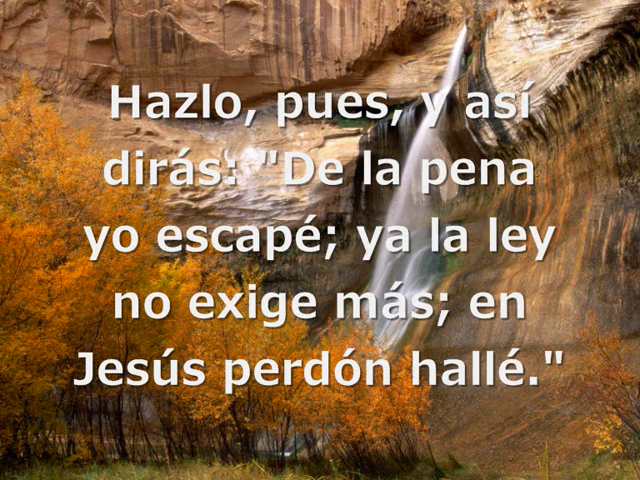 Hazlo, pues, y así
dirás: "De la pena
yo escapé; ya la ley
no exige más; en
Jesús perdón hallé."